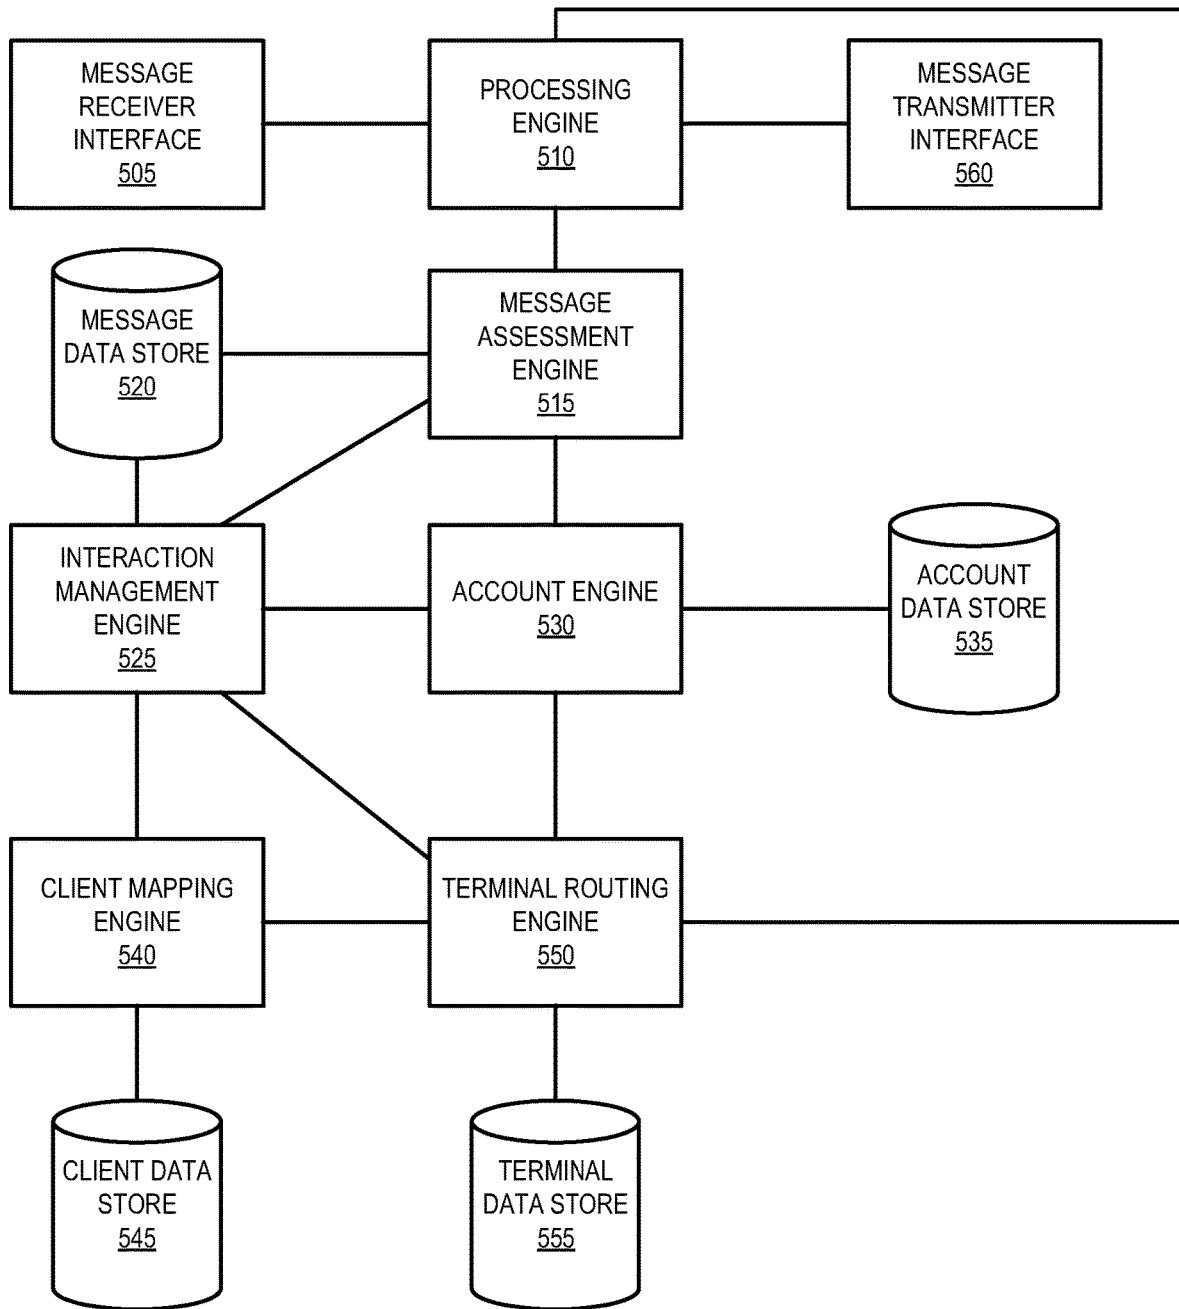 MESSAGE
RECEIVER
INTERFACE
505
PROCESSING
ENGINE
510
MESSAGE
TRANSMITTER
INTERFACE
560
MESSAGE
DATA STORE
520
MESSAGE
ASSESSMENT
ENGINE
515
INTERACTION
MANAGEMENT
ENGINE
525
ACCOUNT ENGINE
530
ACCOUNT
DATA STORE
535
CLIENT MAPPING
ENGINE
540
TERMINAL ROUTING
ENGINE
550
CLIENT DATA
STORE
545
TERMINAL
DATA STORE
555